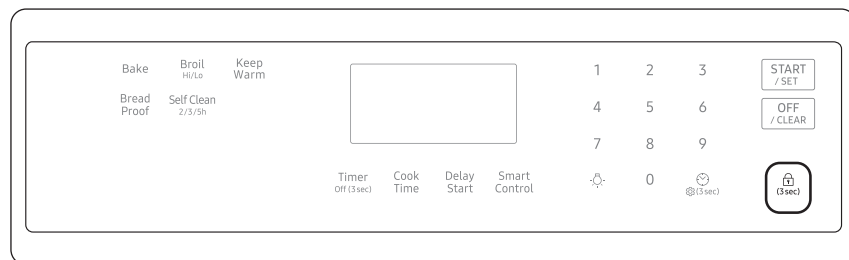 Bake
Broil
Hi/Lo
Keep
Warm
Bread
Proof
Self Clean
2/3/5h
Timer
Off (3 sec)
Cook
Time
Delay
Start
Smart
Control
1 2 3
4 5 6
7 8 9
0
(3 sec)
START
/ SET
OFF
/ CLEAR
(3 sec)